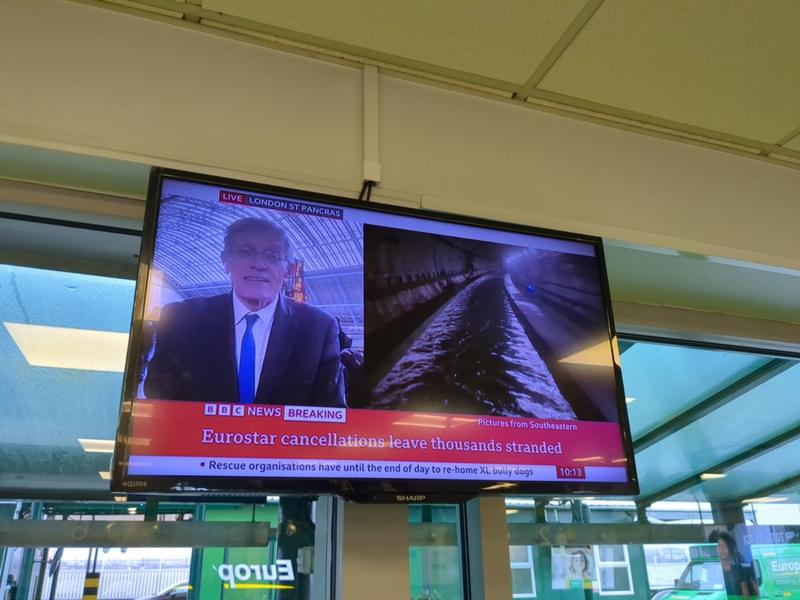 LIVE LONDON ST PANCRAS
BBC NEWS BREAKING
Pictures from Southeastern
Eurostar cancellations leave thousands stranded
Rescue organisations have until the end of day to re-home XL bully dogs 10:13
AQUOS
SHARP
Europ
Europ